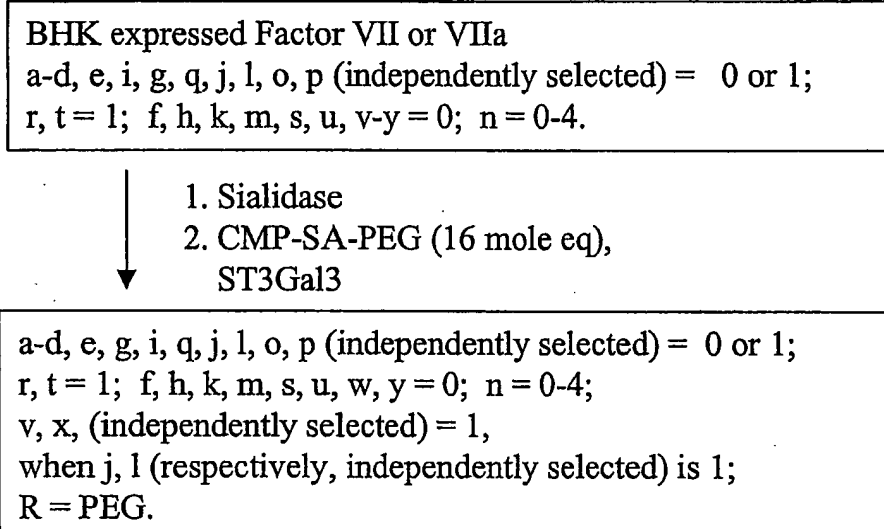 BHK expressed Factor VII or VIIa
a-d, e, i, g, q, j, l, o, p (independently selected) = 0 or 1;
r, t = 1; f, h, k, m, s, u, v-y = 0; n = 0-4.
1. Sialidase
2. CMP-SA-PEG (16 mole eq),
ST3Gal3
a-d, e, g, i, q, j, l, o, p (independently selected) = 0 or 1;
r, t = 1; f, h, k, m, s, u, w, y = 0; n = 0-4;
v, x, (independently selected) = 1,
when j, l (respectively, independently selected) is 1;
R = PEG.